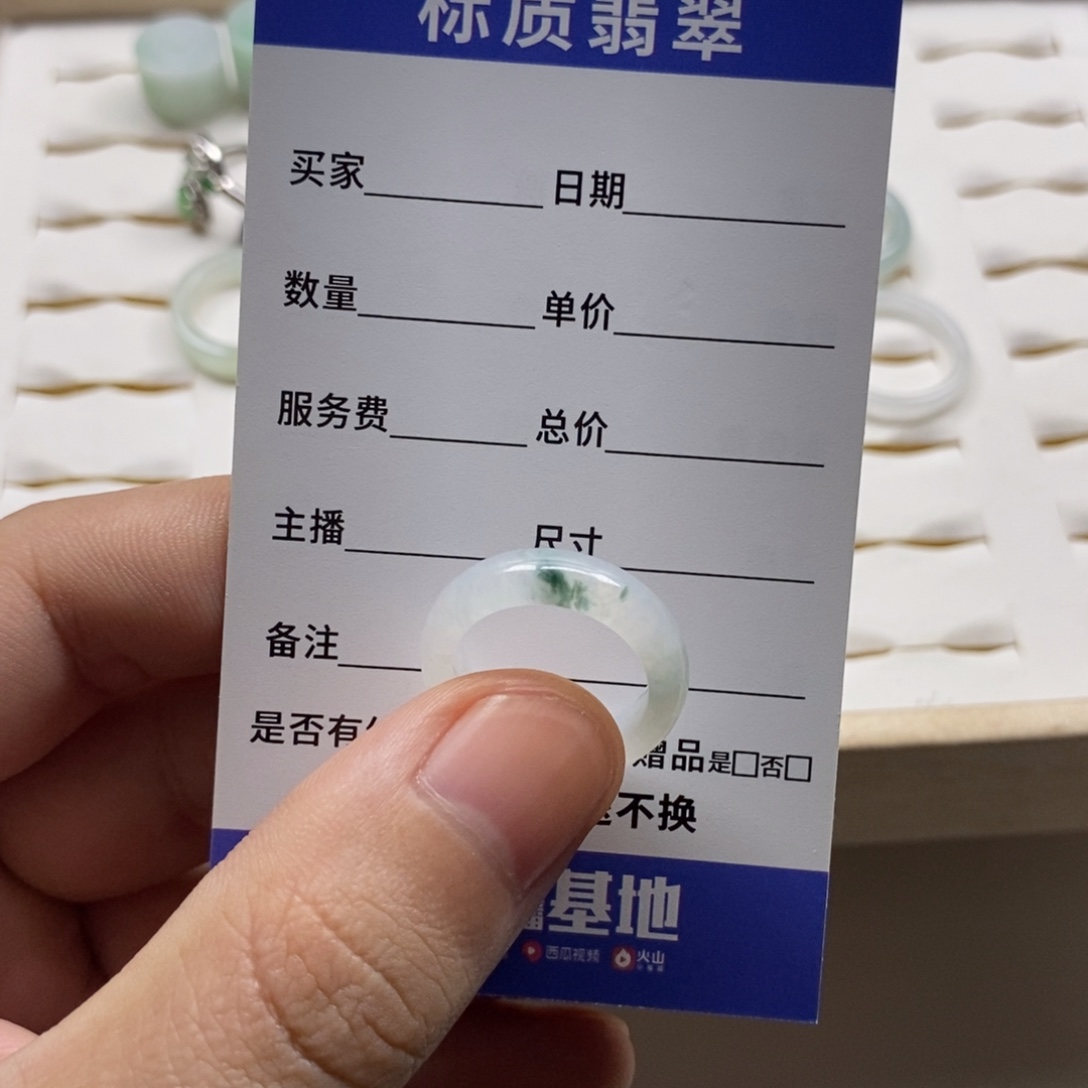 标质翡翠
买家 日期
数量 单价
服务费 总价
主播 尺寸
备注
是否有 赠品 是□否□
不换
基地
西瓜视频 火山